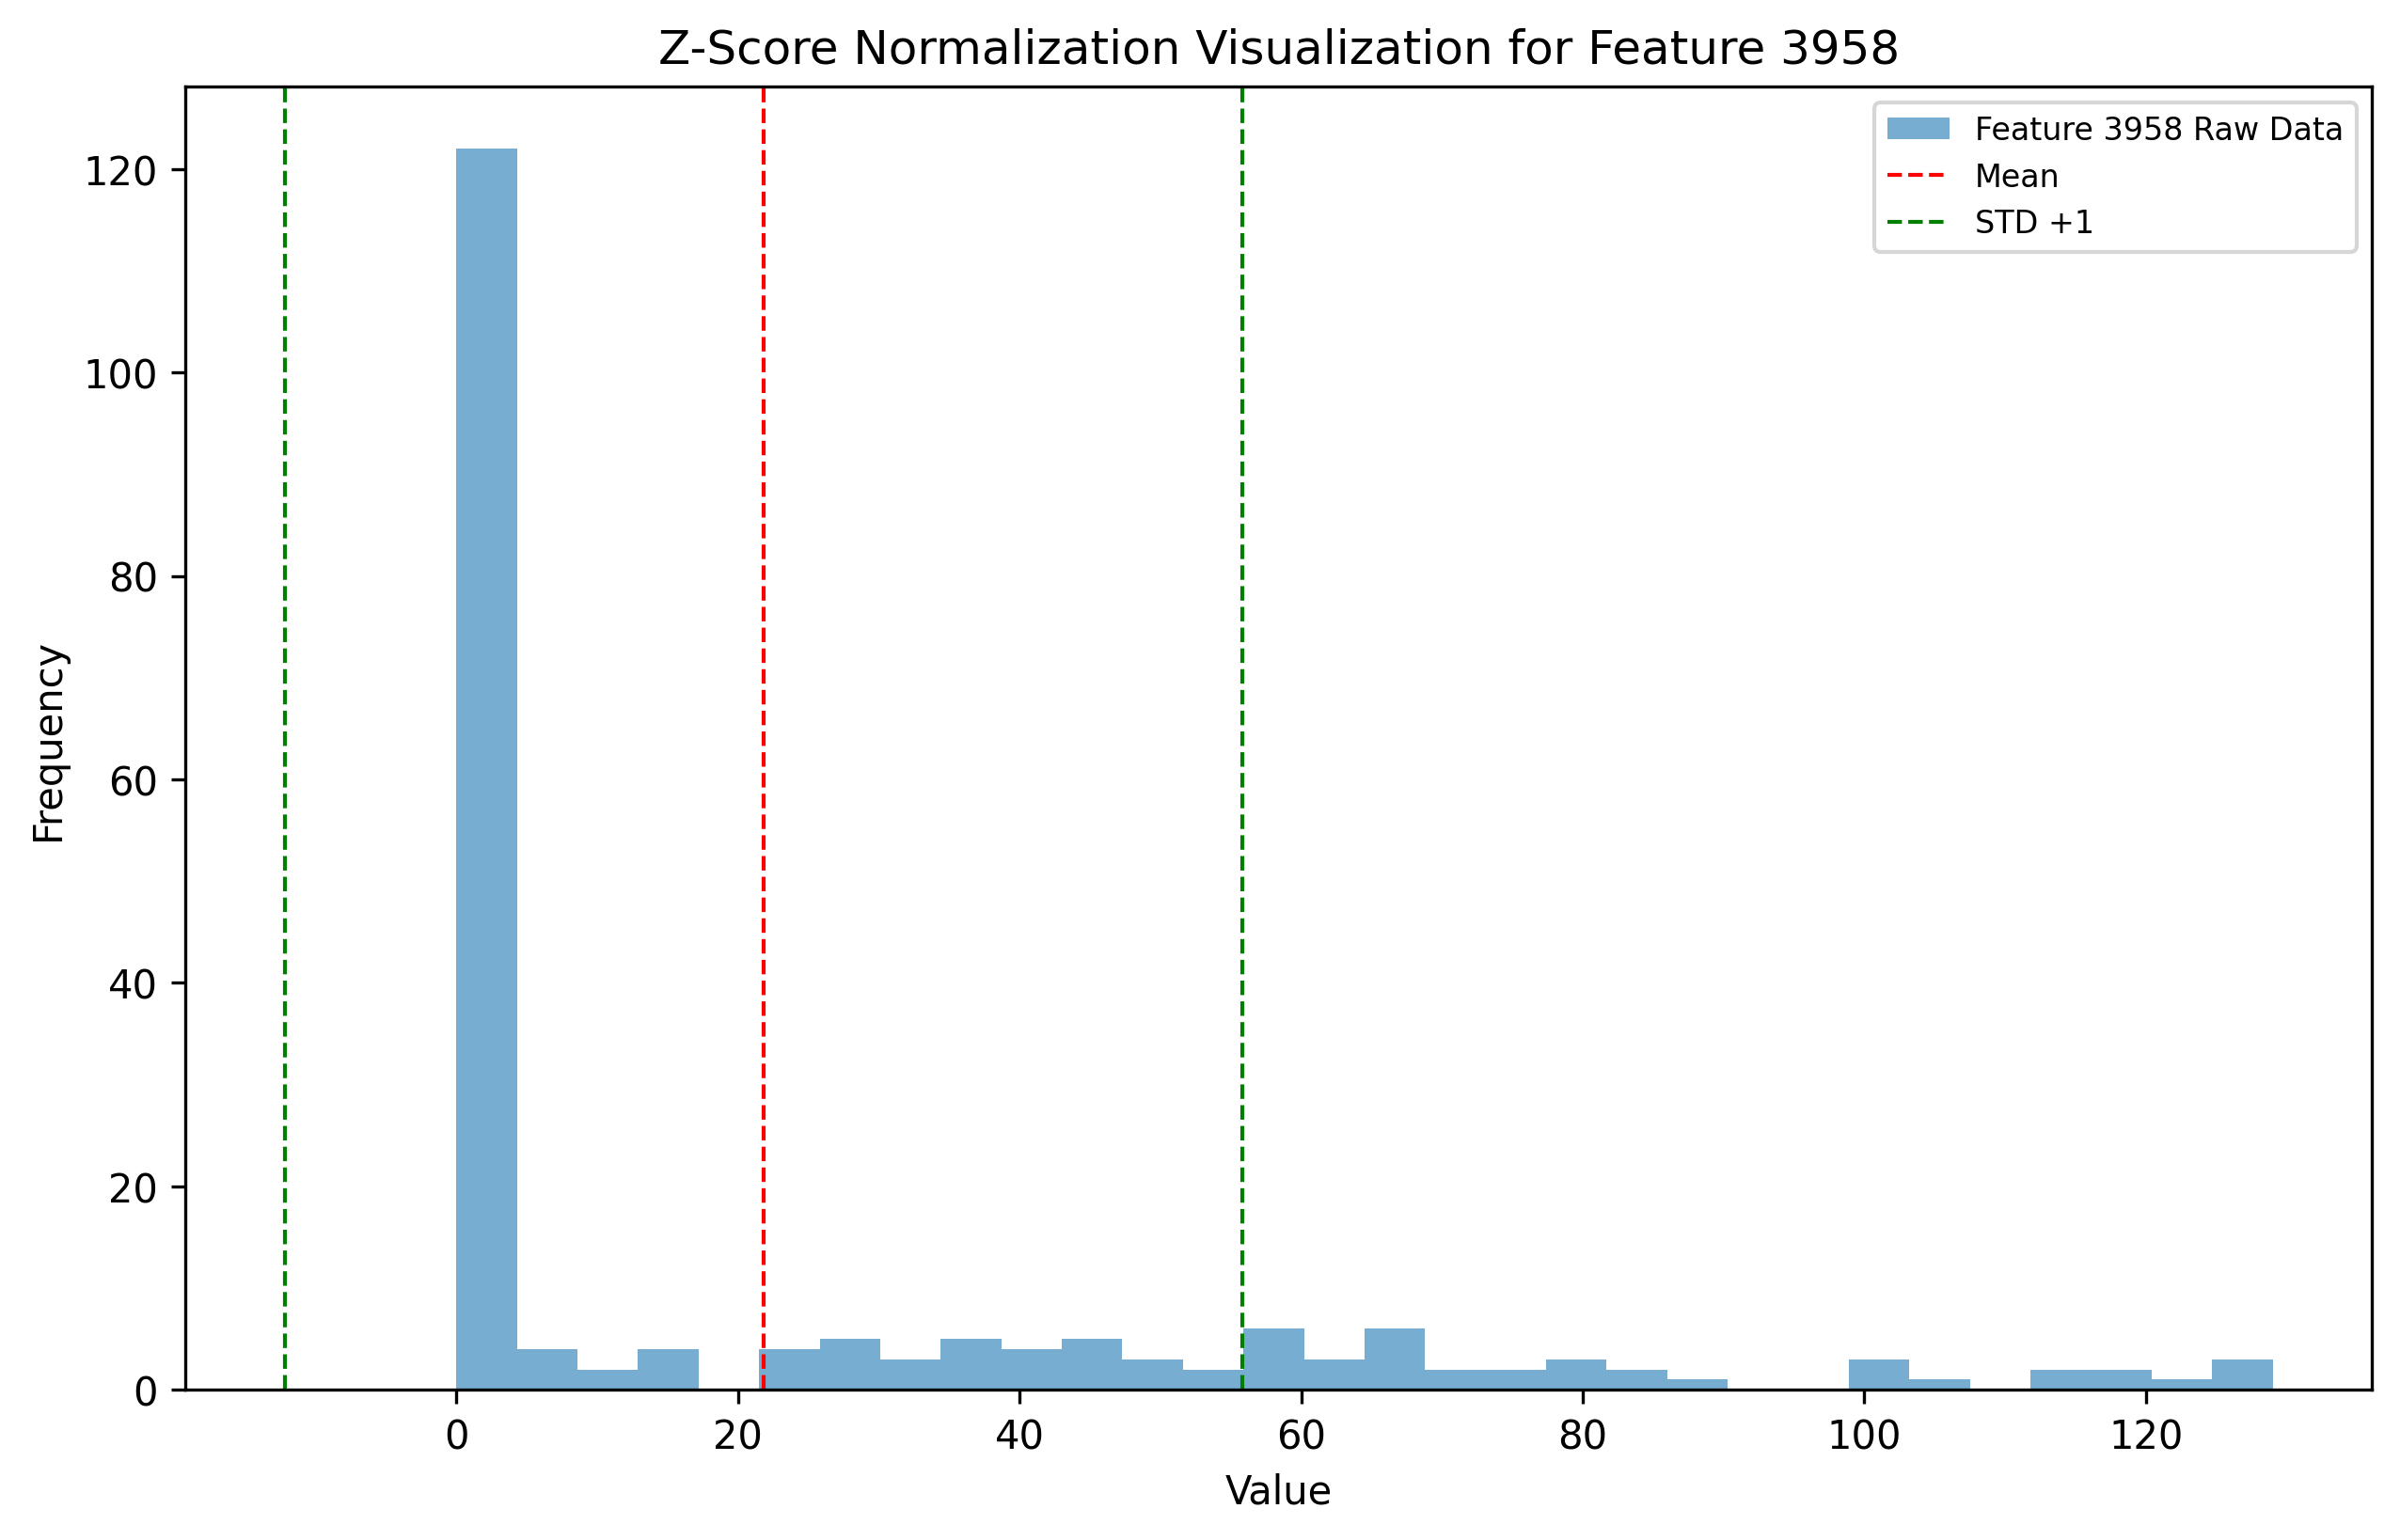 Z-Score Normalization Visualization for Feature 3958
Feature 3958 Raw Data
Mean
STD +1
120
100
80
60
40
20
0
Frequency
0 20 40 60 80 100 120
Value